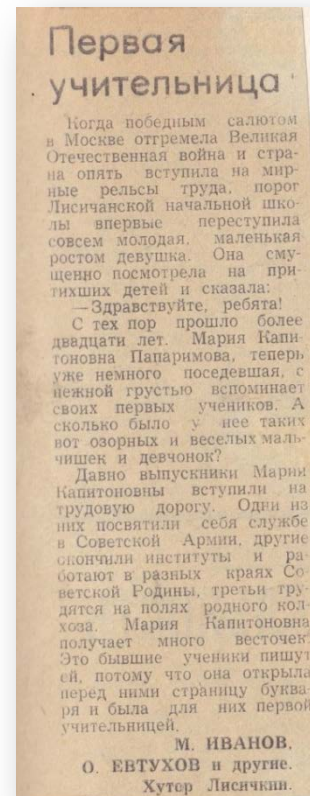 Первая
учительница
Когда победным салютом
в Москве отгремела Великая
Отечественная война и стра-
на опять вступила на мир-
ные рельсы труда, порог
Лисичанской начальной шко-
лы впервые переступила
совсем молодая, маленькая
ростом девушка. Она сму-
щенно посмотрела на при-
тихших детей и сказала:
— Здравствуйте, ребята!
С тех пор прошло более
двадцати лет. Мария Капи-
тоновна Папаримова, теперь
уже немного поседевшая, с
нежной грустью вспоминает
своих первых учеников. А
сколько было у нее таких
вот озорных и веселых маль-
чишек и девчонок?
Давно выпускники Марии
Капитоновны вступили на
трудовую дорогу. Одни из
них посвятили себя службе
в Советской Армии, другие
окончили институты и ра-
ботают в разных краях Со-
ветской Родины, третьи тру-
дятся на полях родного кол-
хоза. Мария Капитоновна
получает много весточек.
Это бывшие ученики пишут
ей, потому что она открыла
перед ними страницу буква-
ря и была для них первой
учительницей.
М. ИВАНОВ,
О. ЕВТУХОВ и другие.
Хутор Лисичкин.